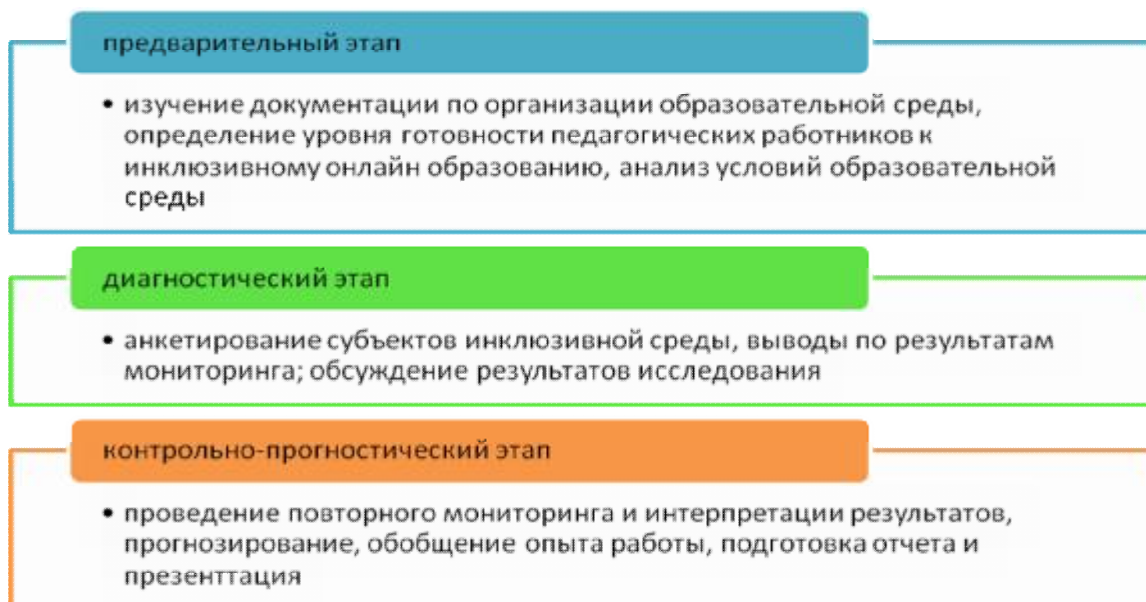 предварительный этап
• изучение документации по организации образовательной среды,
определение уровня готовности педагогических работников к
инклюзивному онлайн образованию, анализ условий образовательной
среды
диагностический этап
• анкетирование субъектов инклюзивной среды, выводы по результатам
мониторинга; обсуждение результатов исследования
контрольно-прогностический этап
• проведение повторного мониторинга и интерпретации результатов,
прогнозирование, обобщение опыта работы, подготовка отчета и
презенттация